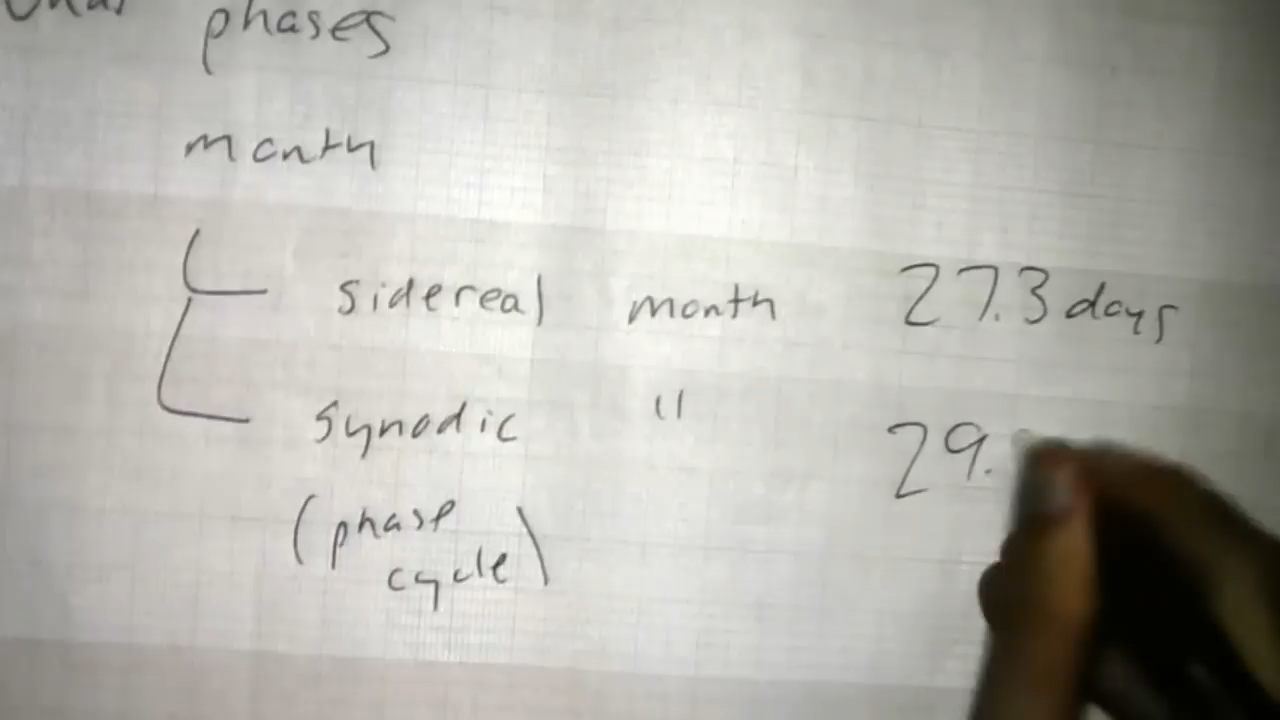 phases
month
sidereal month 27.3 days
synodic " 29.
(phase
cycle)